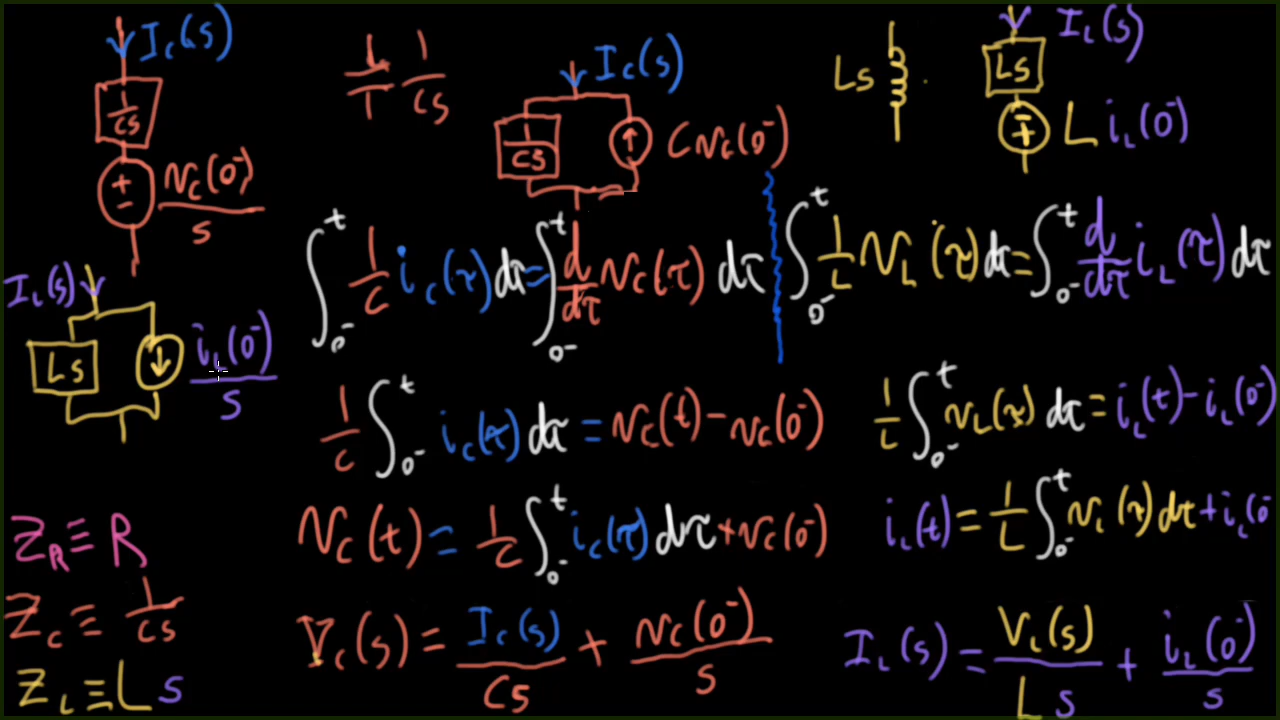 I_C(s)
1/Cs
+
−
v_C(0⁻)/s
1/Cs
I_C(s)
1/Cs
↑
C v_C(0⁻)
Ls
I_L(s)
Ls
− +
L i_L(0⁻)
∫_{0⁻}^{t} 1/C i_C(τ) dτ = ∫_{0⁻}^{t} d/dτ v_C(τ) dτ
∫_{0⁻}^{t} 1/L v_L(τ) dτ = ∫_{0⁻}^{t} d/dτ i_L(τ) dτ
I_L(s)
Ls
↓
i_L(0⁻)/s
1/C ∫_{0⁻}^{t} i_C(τ) dτ = v_C(t) − v_C(0⁻)
1/L ∫_{0⁻}^{t} v_L(τ) dτ = i_L(t) − i_L(0⁻)
v_C(t) = 1/C ∫_{0⁻}^{t} i_C(τ) dτ + v_C(0⁻)
i_L(t) = 1/L ∫_{0⁻}^{t} v_L(τ) dτ + i_L(0⁻
V_C(s) = I_C(s)/Cs + v_C(0⁻)/s
I_L(s) = V_L(s)/Ls + i_L(0⁻)/s
Z_R ≡ R
Z_C ≡ 1/Cs
Z_L ≡ Ls